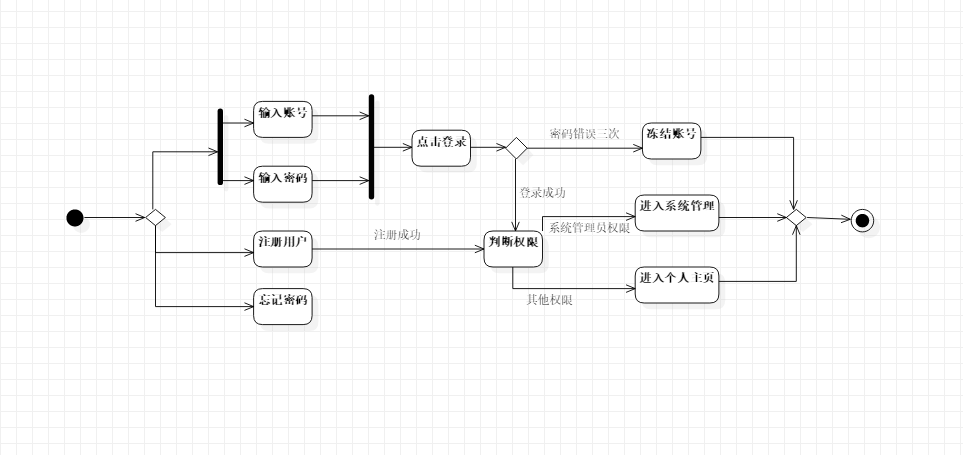 输入账号
输入密码
注册用户
忘记密码
注册成功
点击登录
密码错误三次
冻结账号
登录成功
判断权限
系统管理员权限
进入系统管理
其他权限
进入个人主页